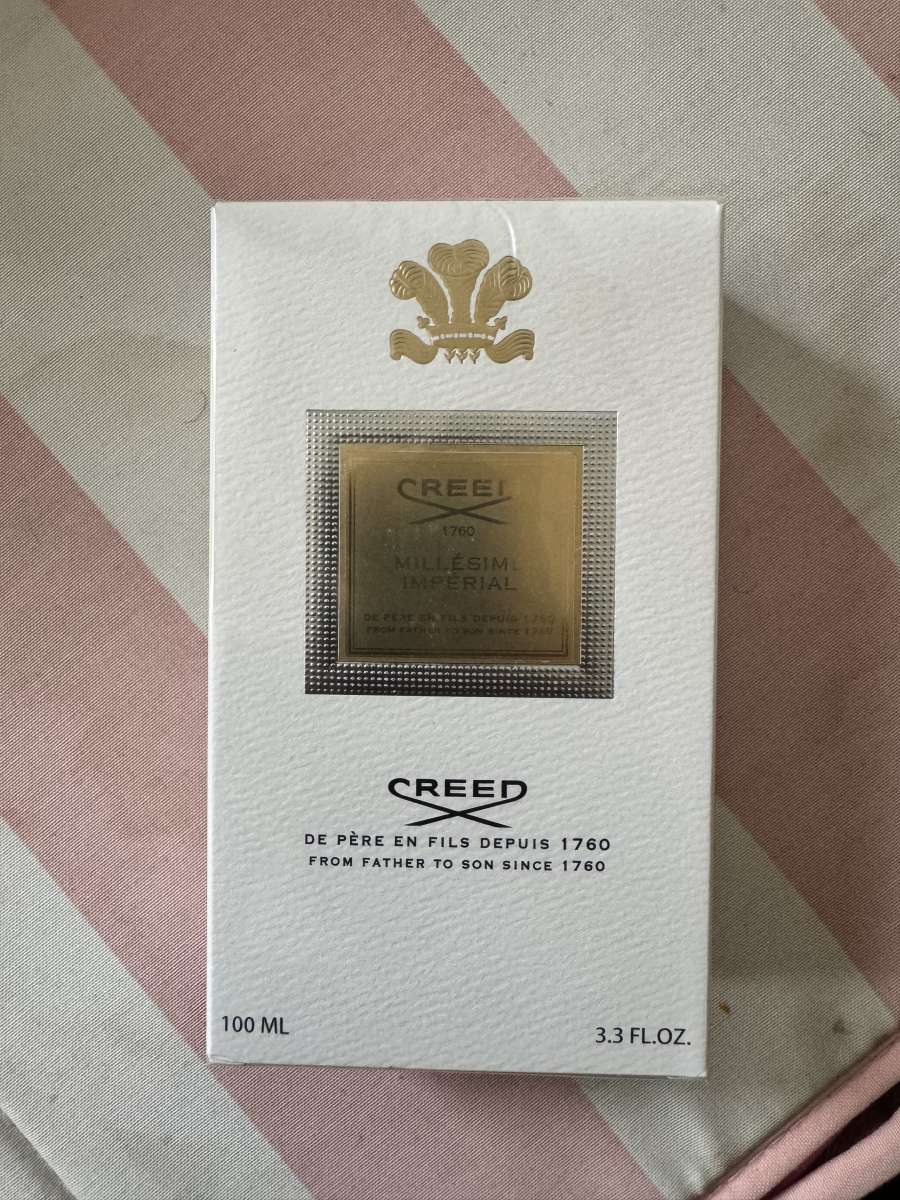 CREED
1760
MILLÉSIME
IMPÉRIAL
DE PÈRE EN FILS DEPUIS 1760
FROM FATHER TO SON SINCE 1760
CREED
DE PÈRE EN FILS DEPUIS 1760
FROM FATHER TO SON SINCE 1760
100 ML
3.3 FL.OZ.